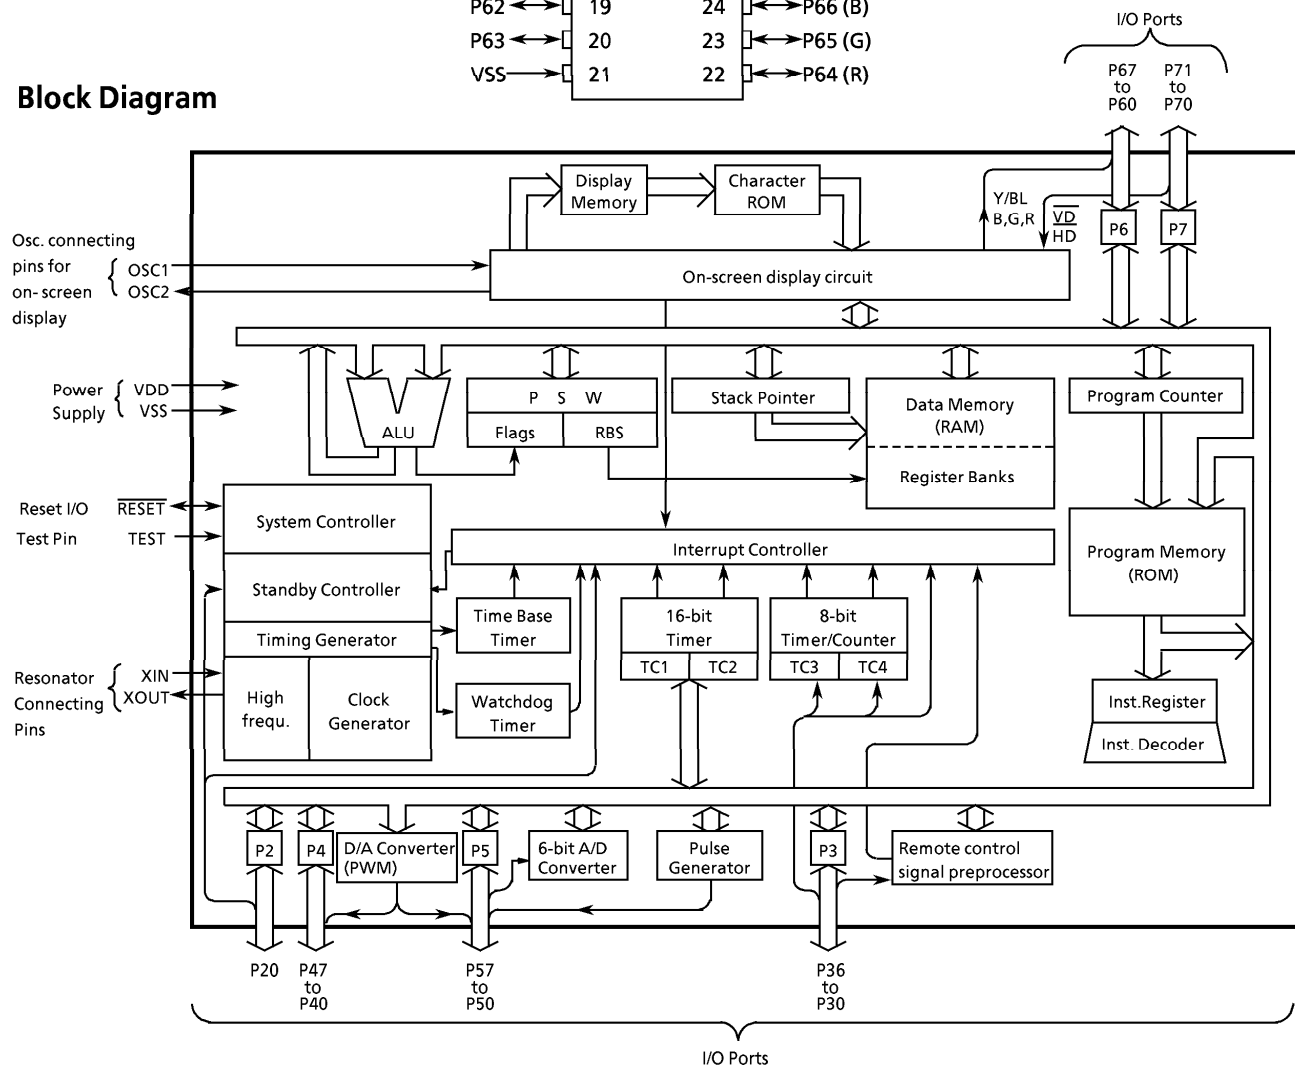 P62 19 24 P66 (B)
P63 20 23 P65 (G)
VSS 21 22 P64 (R)
I/O Ports
Block Diagram
P67
to
P60
P71
to
P70
Display
Memory
Character
ROM
Y/BL
B,G,R
VD
HD
P6
P7
Osc. connecting
pins for
on-screen
display
OSC1
OSC2
On-screen display circuit
Power
Supply
VDD
VSS
ALU
P S W
Flags
RBS
Stack Pointer
Data Memory
(RAM)
Register Banks
Program Counter
Reset I/O
RESET
Test Pin
TEST
System Controller
Standby Controller
Timing Generator
High
frequ.
Clock
Generator
Interrupt Controller
Program Memory
(ROM)
Time Base
Timer
16-bit
Timer
TC1
TC2
8-bit
Timer/Counter
TC3
TC4
Resonator
Connecting
Pins
XIN
XOUT
Watchdog
Timer
Inst.Register
Inst. Decoder
P2
P4
D/A Converter
(PWM)
P5
6-bit A/D
Converter
Pulse
Generator
P3
Remote control
signal preprocessor
P20
P47
to
P40
P57
to
P50
P36
to
P30
I/O Ports